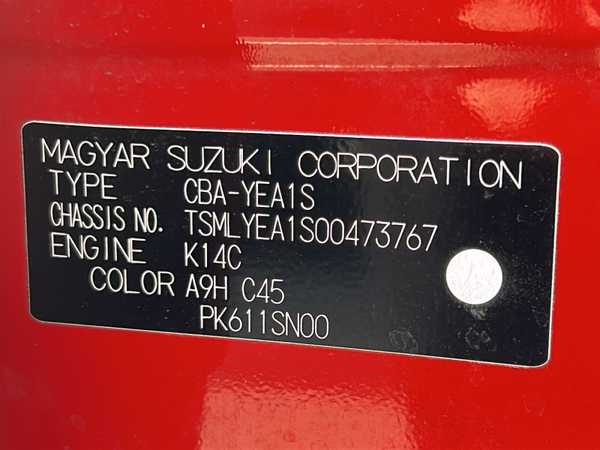 MAGYAR SUZUKI CORPORATION
TYPE CBA-YEA1S
CHASSIS NO. TSMLYEA1S00473767
ENGINE K14C
COLOR A9H C45
PK611SN00